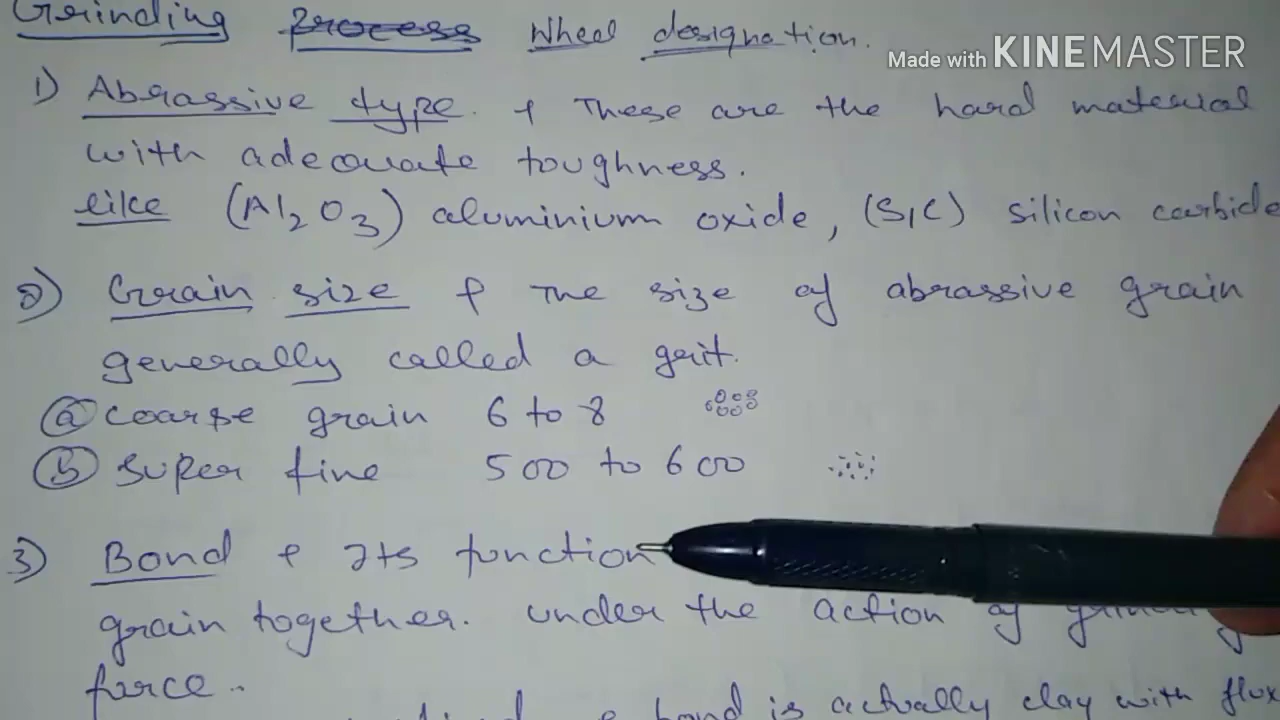 Grinding process Wheel designation.
Made with KINEMASTER
1) Abrassive type. + These are the hard material
with adequate toughness.
like (Al2O3) aluminium oxide, (SiC) silicon carbide
2) Grain size + The size of abrassive grain
generally called a grit.
(a) coarse grain 6 to 8
(b) super fine 500 to 600
3) Bond + Its function
grain together. under the action of
force.
bond is actually clay with flux